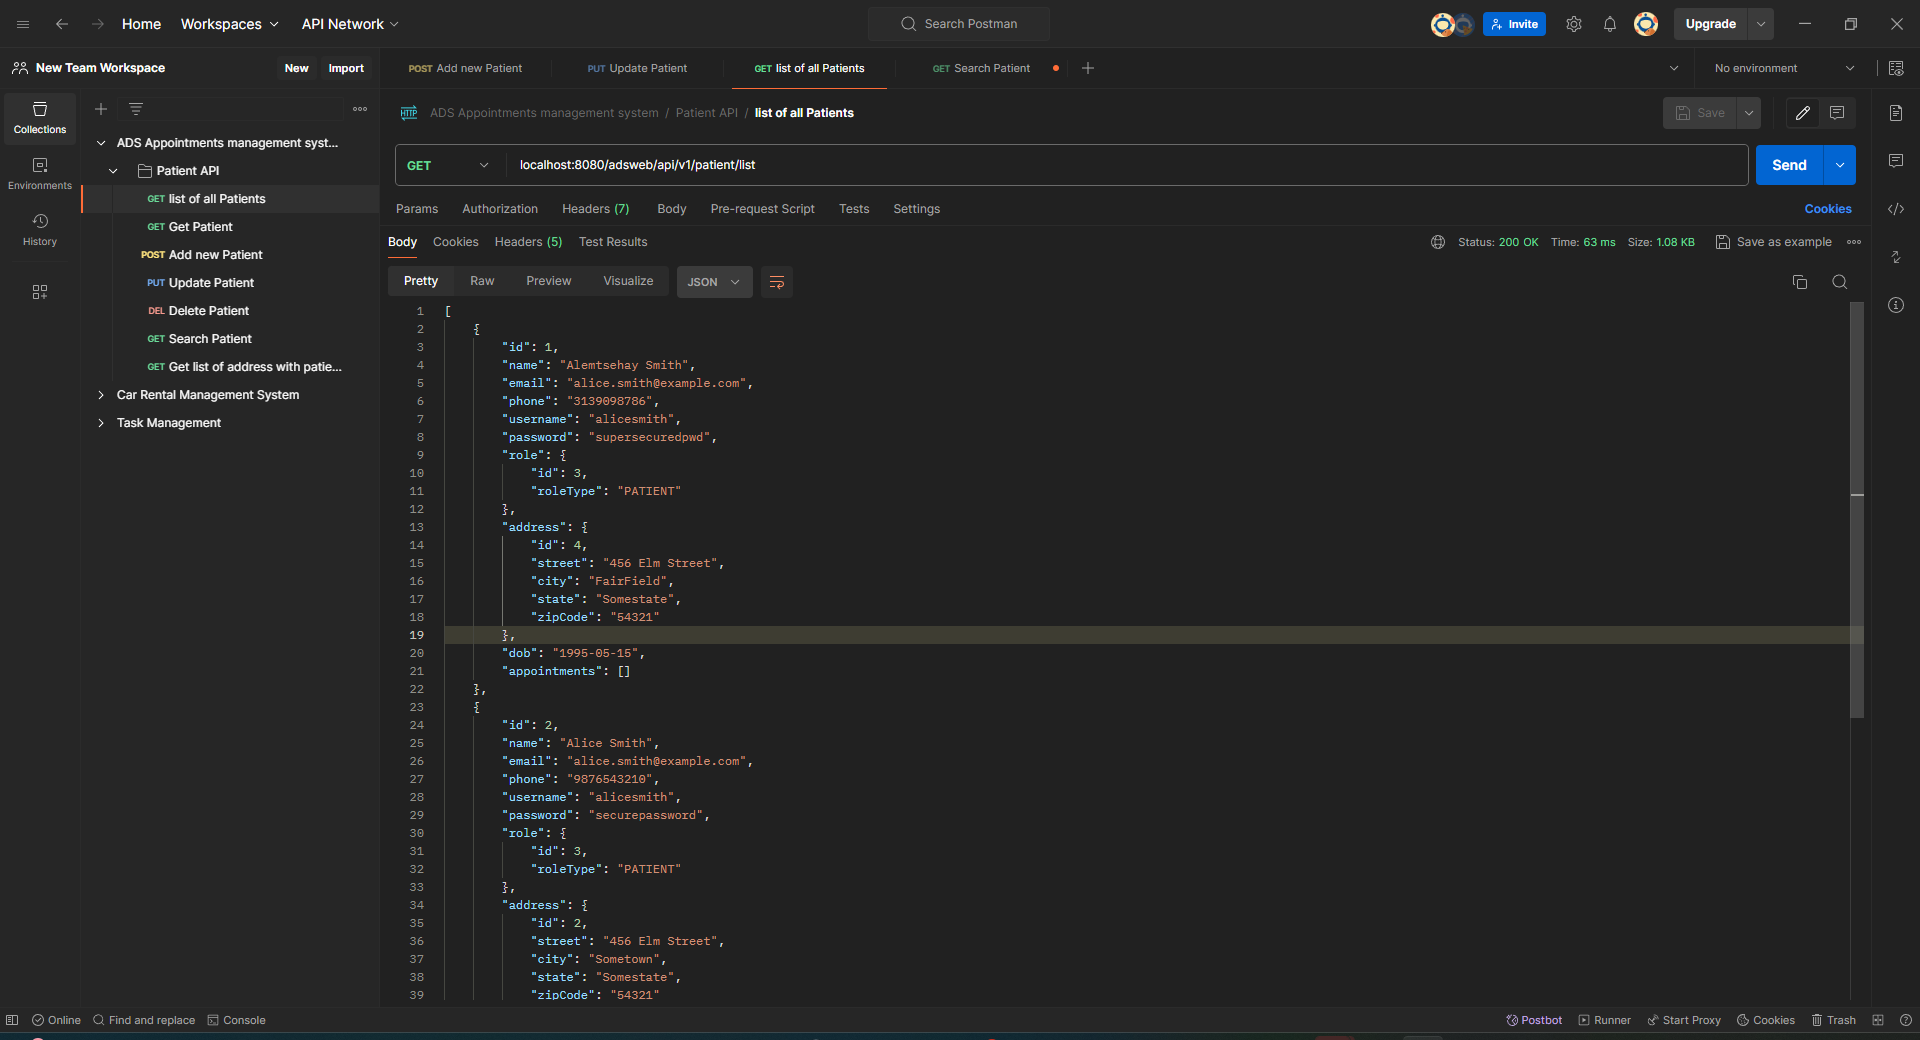 Home Workspaces API Network Search Postman Invite Upgrade
New Team Workspace New Import
POST Add new Patient PUT Update Patient GET list of all Patients GET Search Patient No environment
Collections
Environments
History
ADS Appointments management syst...
Patient API
GET list of all Patients
GET Get Patient
POST Add new Patient
PUT Update Patient
DEL Delete Patient
GET Search Patient
GET Get list of address with patie...
Car Rental Management System
Task Management
HTTP ADS Appointments management system / Patient API / list of all Patients Save
GET localhost:8080/adsweb/api/v1/patient/list Send
Params Authorization Headers (7) Body Pre-request Script Tests Settings Cookies
Body Cookies Headers (5) Test Results Status: 200 OK Time: 63 ms Size: 1.08 KB Save as example
Pretty Raw Preview Visualize JSON
1 [
2 {
3 "id": 1,
4 "name": "Alemtsehay Smith",
5 "email": "alice.smith@example.com",
6 "phone": "3139098786",
7 "username": "alicesmith",
8 "password": "supersecuredpwd",
9 "role": {
10 "id": 3,
11 "roleType": "PATIENT"
12 },
13 "address": {
14 "id": 4,
15 "street": "456 Elm Street",
16 "city": "FairField",
17 "state": "Somestate",
18 "zipCode": "54321"
19 },
20 "dob": "1995-05-15",
21 "appointments": []
22 },
23 {
24 "id": 2,
25 "name": "Alice Smith",
26 "email": "alice.smith@example.com",
27 "phone": "9876543210",
28 "username": "alicesmith",
29 "password": "securepassword",
30 "role": {
31 "id": 3,
32 "roleType": "PATIENT"
33 },
34 "address": {
35 "id": 2,
36 "street": "456 Elm Street",
37 "city": "Sometown",
38 "state": "Somestate",
39 "zipCode": "54321"
Online Find and replace Console Postbot Runner Start Proxy Cookies Trash